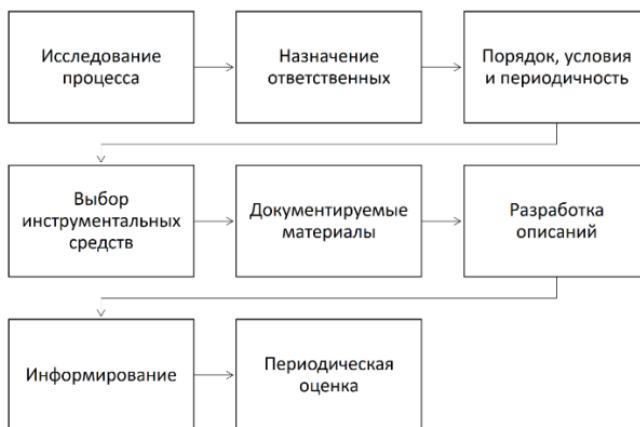 Исследование
процесса
Назначение
ответственных
Порядок, условия
и периодичность
Выбор
инструментальных
средств
Документируемые
материалы
Разработка
описаний
Информирование
Периодическая
оценка